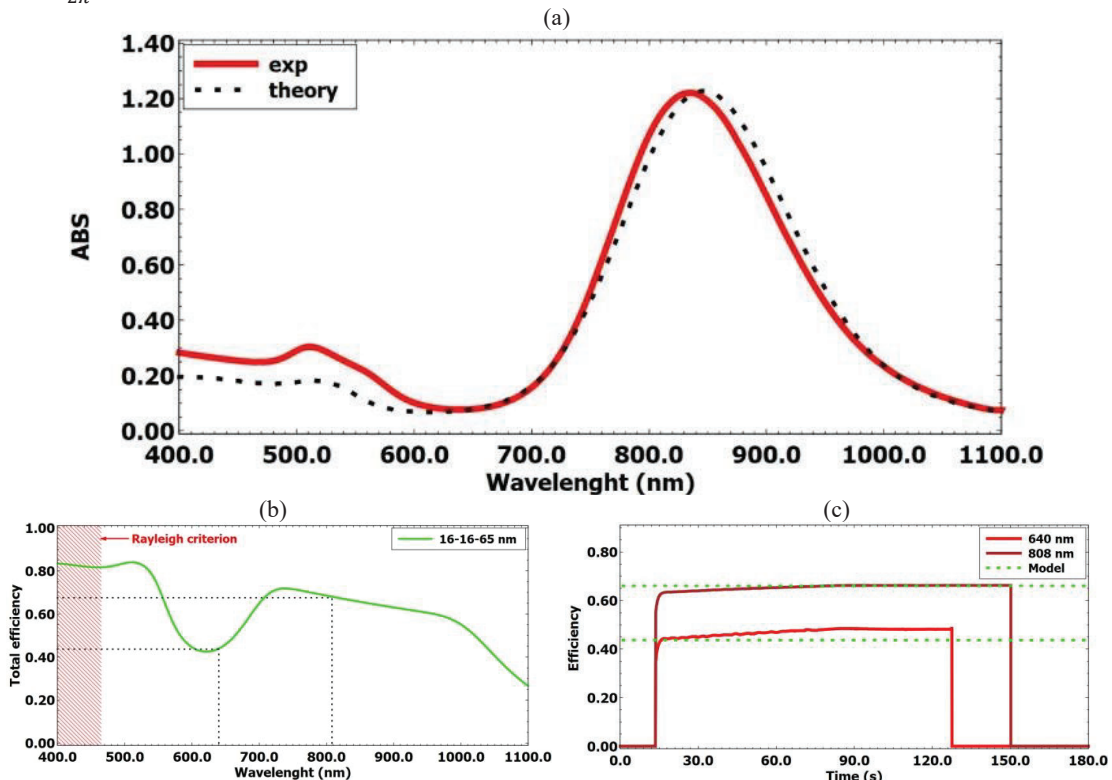 2π
(a)
1.40
1.20
1.00
0.80
0.60
0.40
0.20
0.00
ABS
exp
theory
400.0 500.0 600.0 700.0 800.0 900.0 1000.0 1100.0
Wavelenght (nm)
(b)
1.00
0.80
0.60
0.40
0.20
0.00
Total efficiency
Rayleigh criterion
16-16-65 nm
400.0 500.0 600.0 700.0 800.0 900.0 1000.0 1100.0
Wavelenght (nm)
(c)
0.80
0.60
0.40
0.20
0.00
Efficiency
640 nm
808 nm
Model
0.0 30.0 60.0 90.0 120.0 150.0 180.0
Time (s)